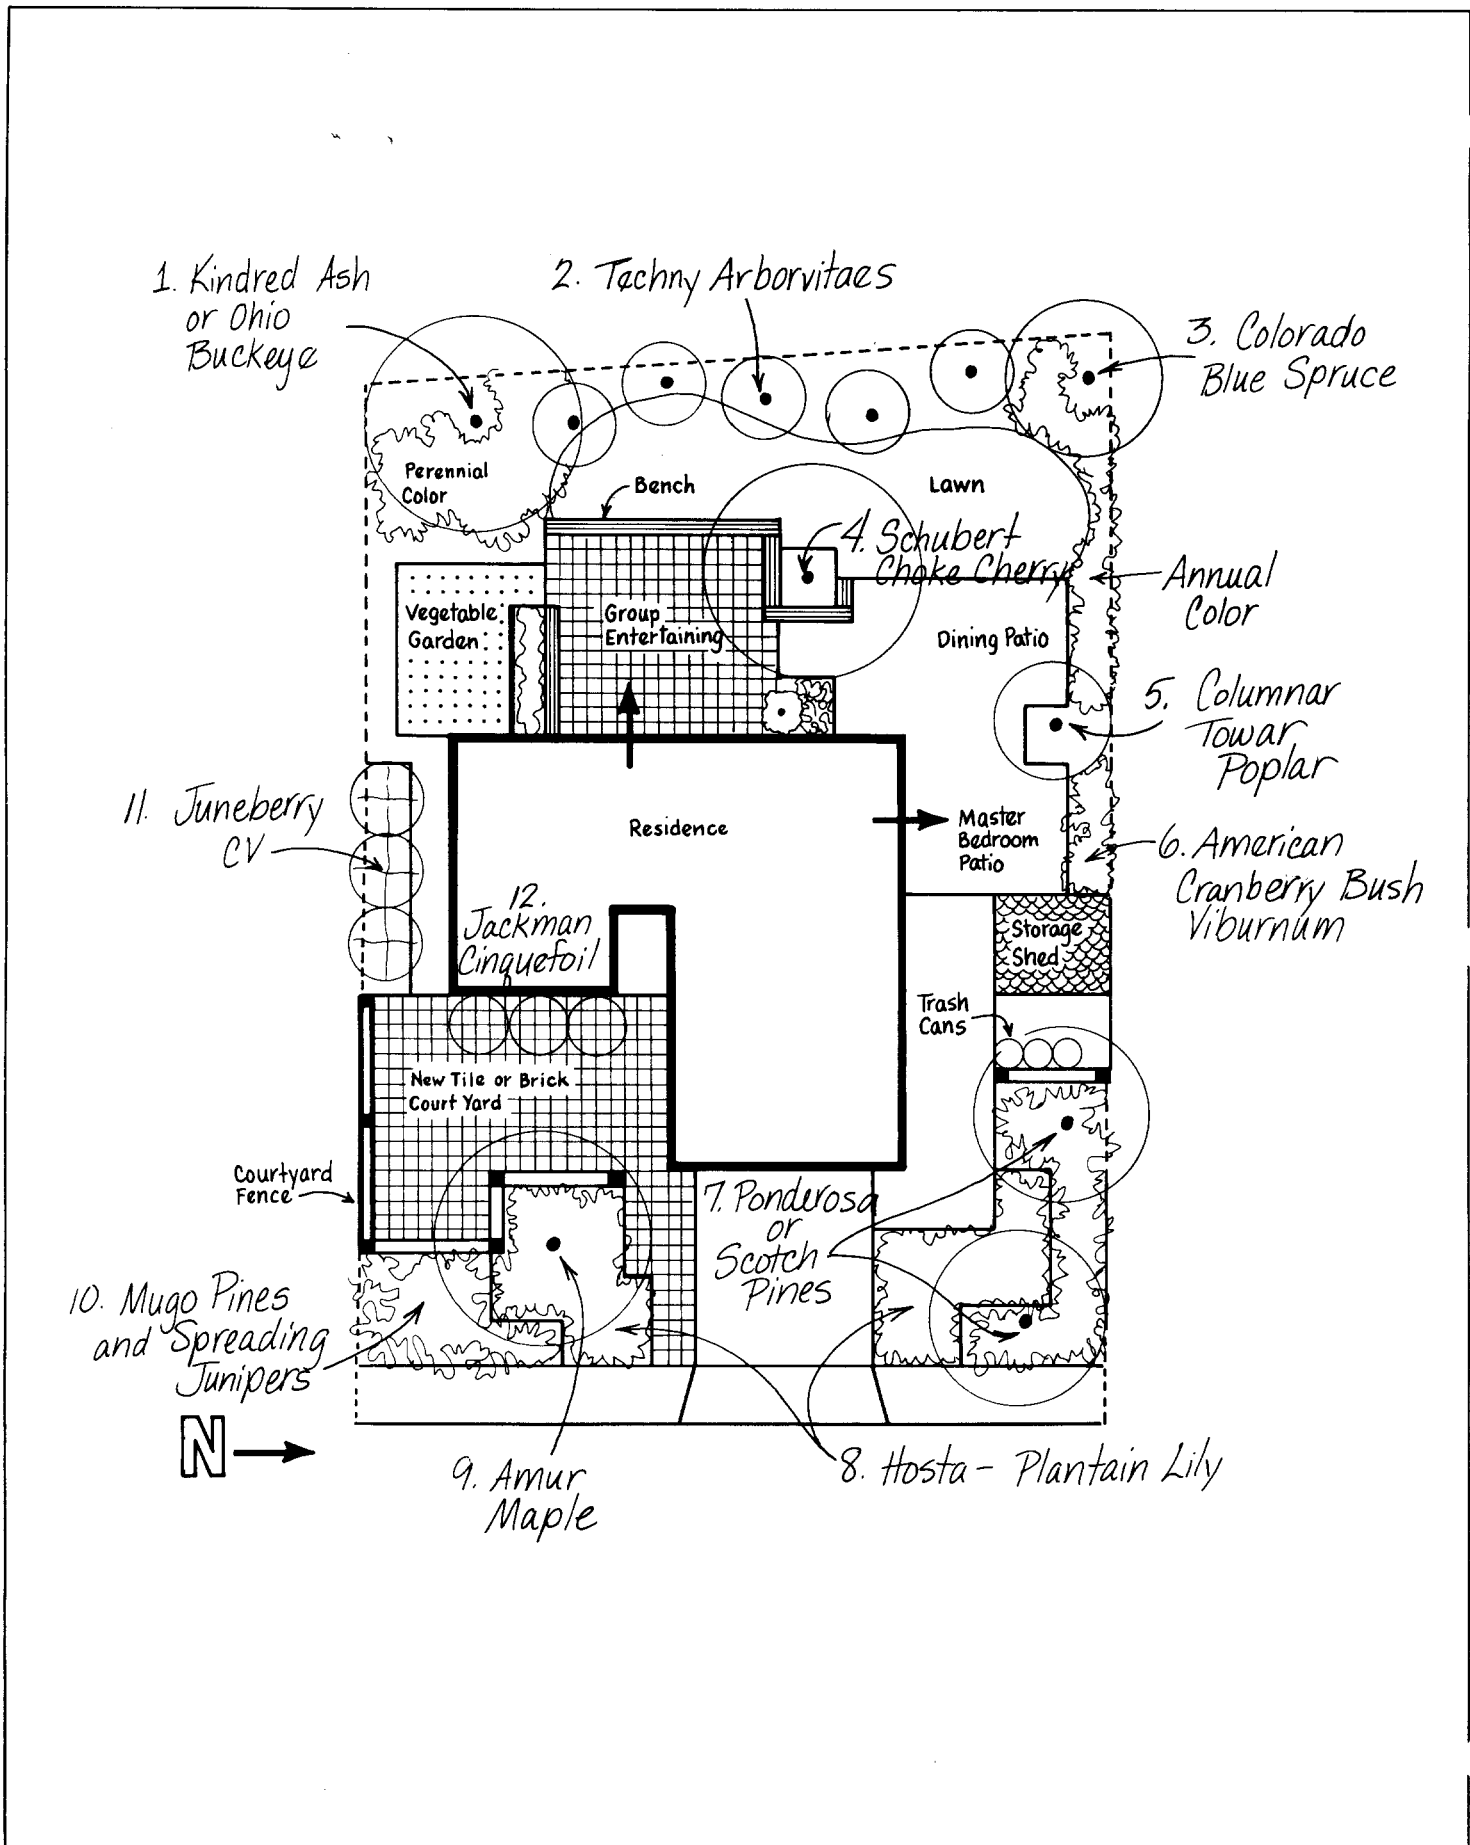 1. Kindred Ash
or Ohio
Buckeye
2. Techny Arborvitaes
3. Colorado
Blue Spruce
Perennial
Color
Bench
Lawn
4. Schubert
Choke Cherry
Annual
Color
Vegetable
Garden
Group
Entertaining
Dining Patio
5. Columnar
Towar
Poplar
11. Juneberry
CV
Residence
Master
Bedroom
Patio
6. American
Cranberry Bush
Viburnum
12.
Jackman
Cinquefoil
Storage
Shed
Trash
Cans
New Tile or Brick
Court Yard
Courtyard
Fence
7. Ponderosa
or
Scotch
Pines
10. Mugo Pines
and Spreading
Junipers
N
9. Amur
Maple
8. Hosta - Plantain Lily